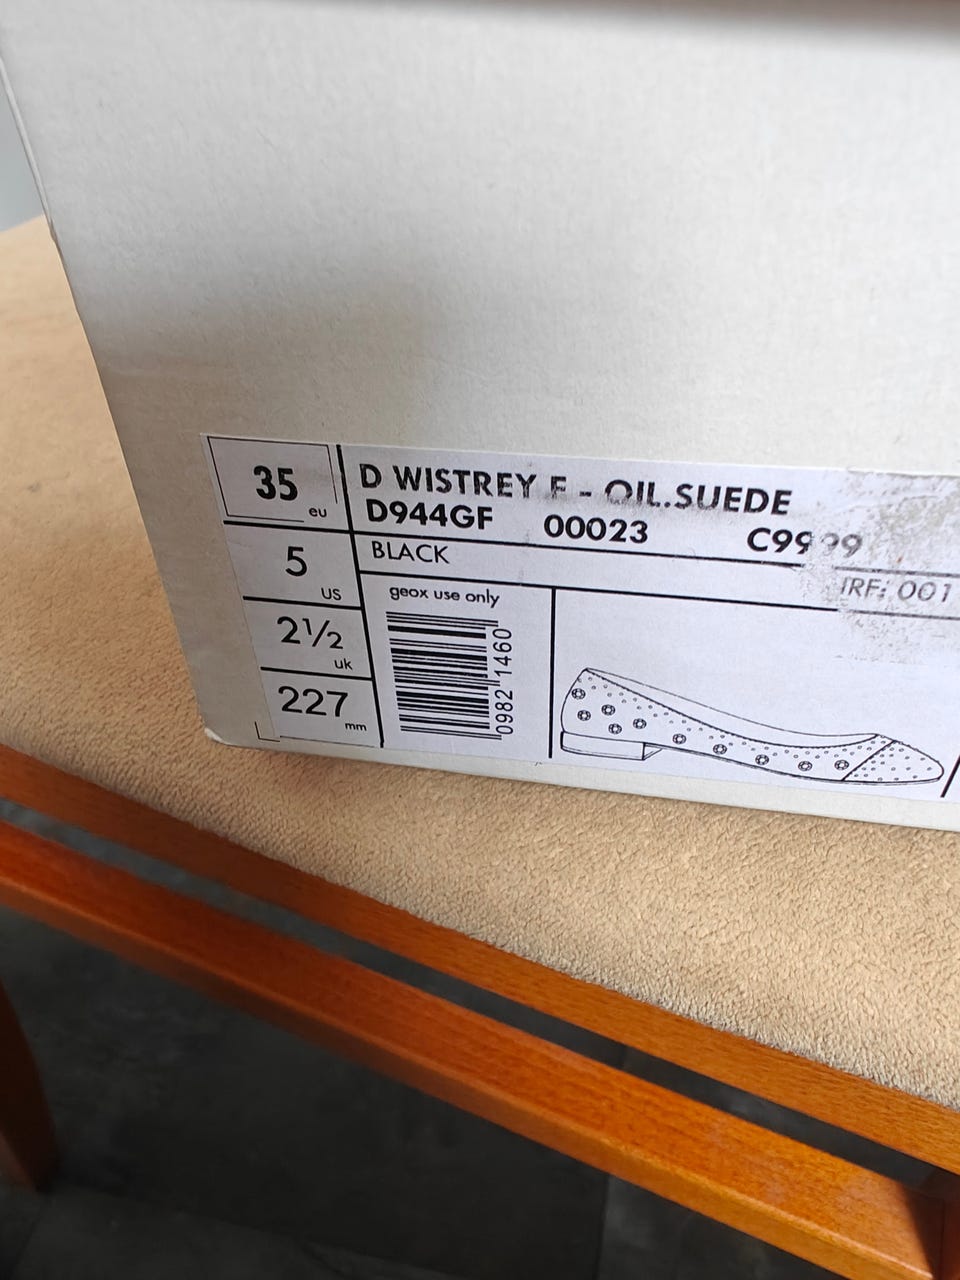 35 eu
5 US
2½ uk
227 mm
D WISTREY F - OIL.SUEDE
D944GF 00023 C9999
BLACK
IRF: 001
geox use only
0982 1460